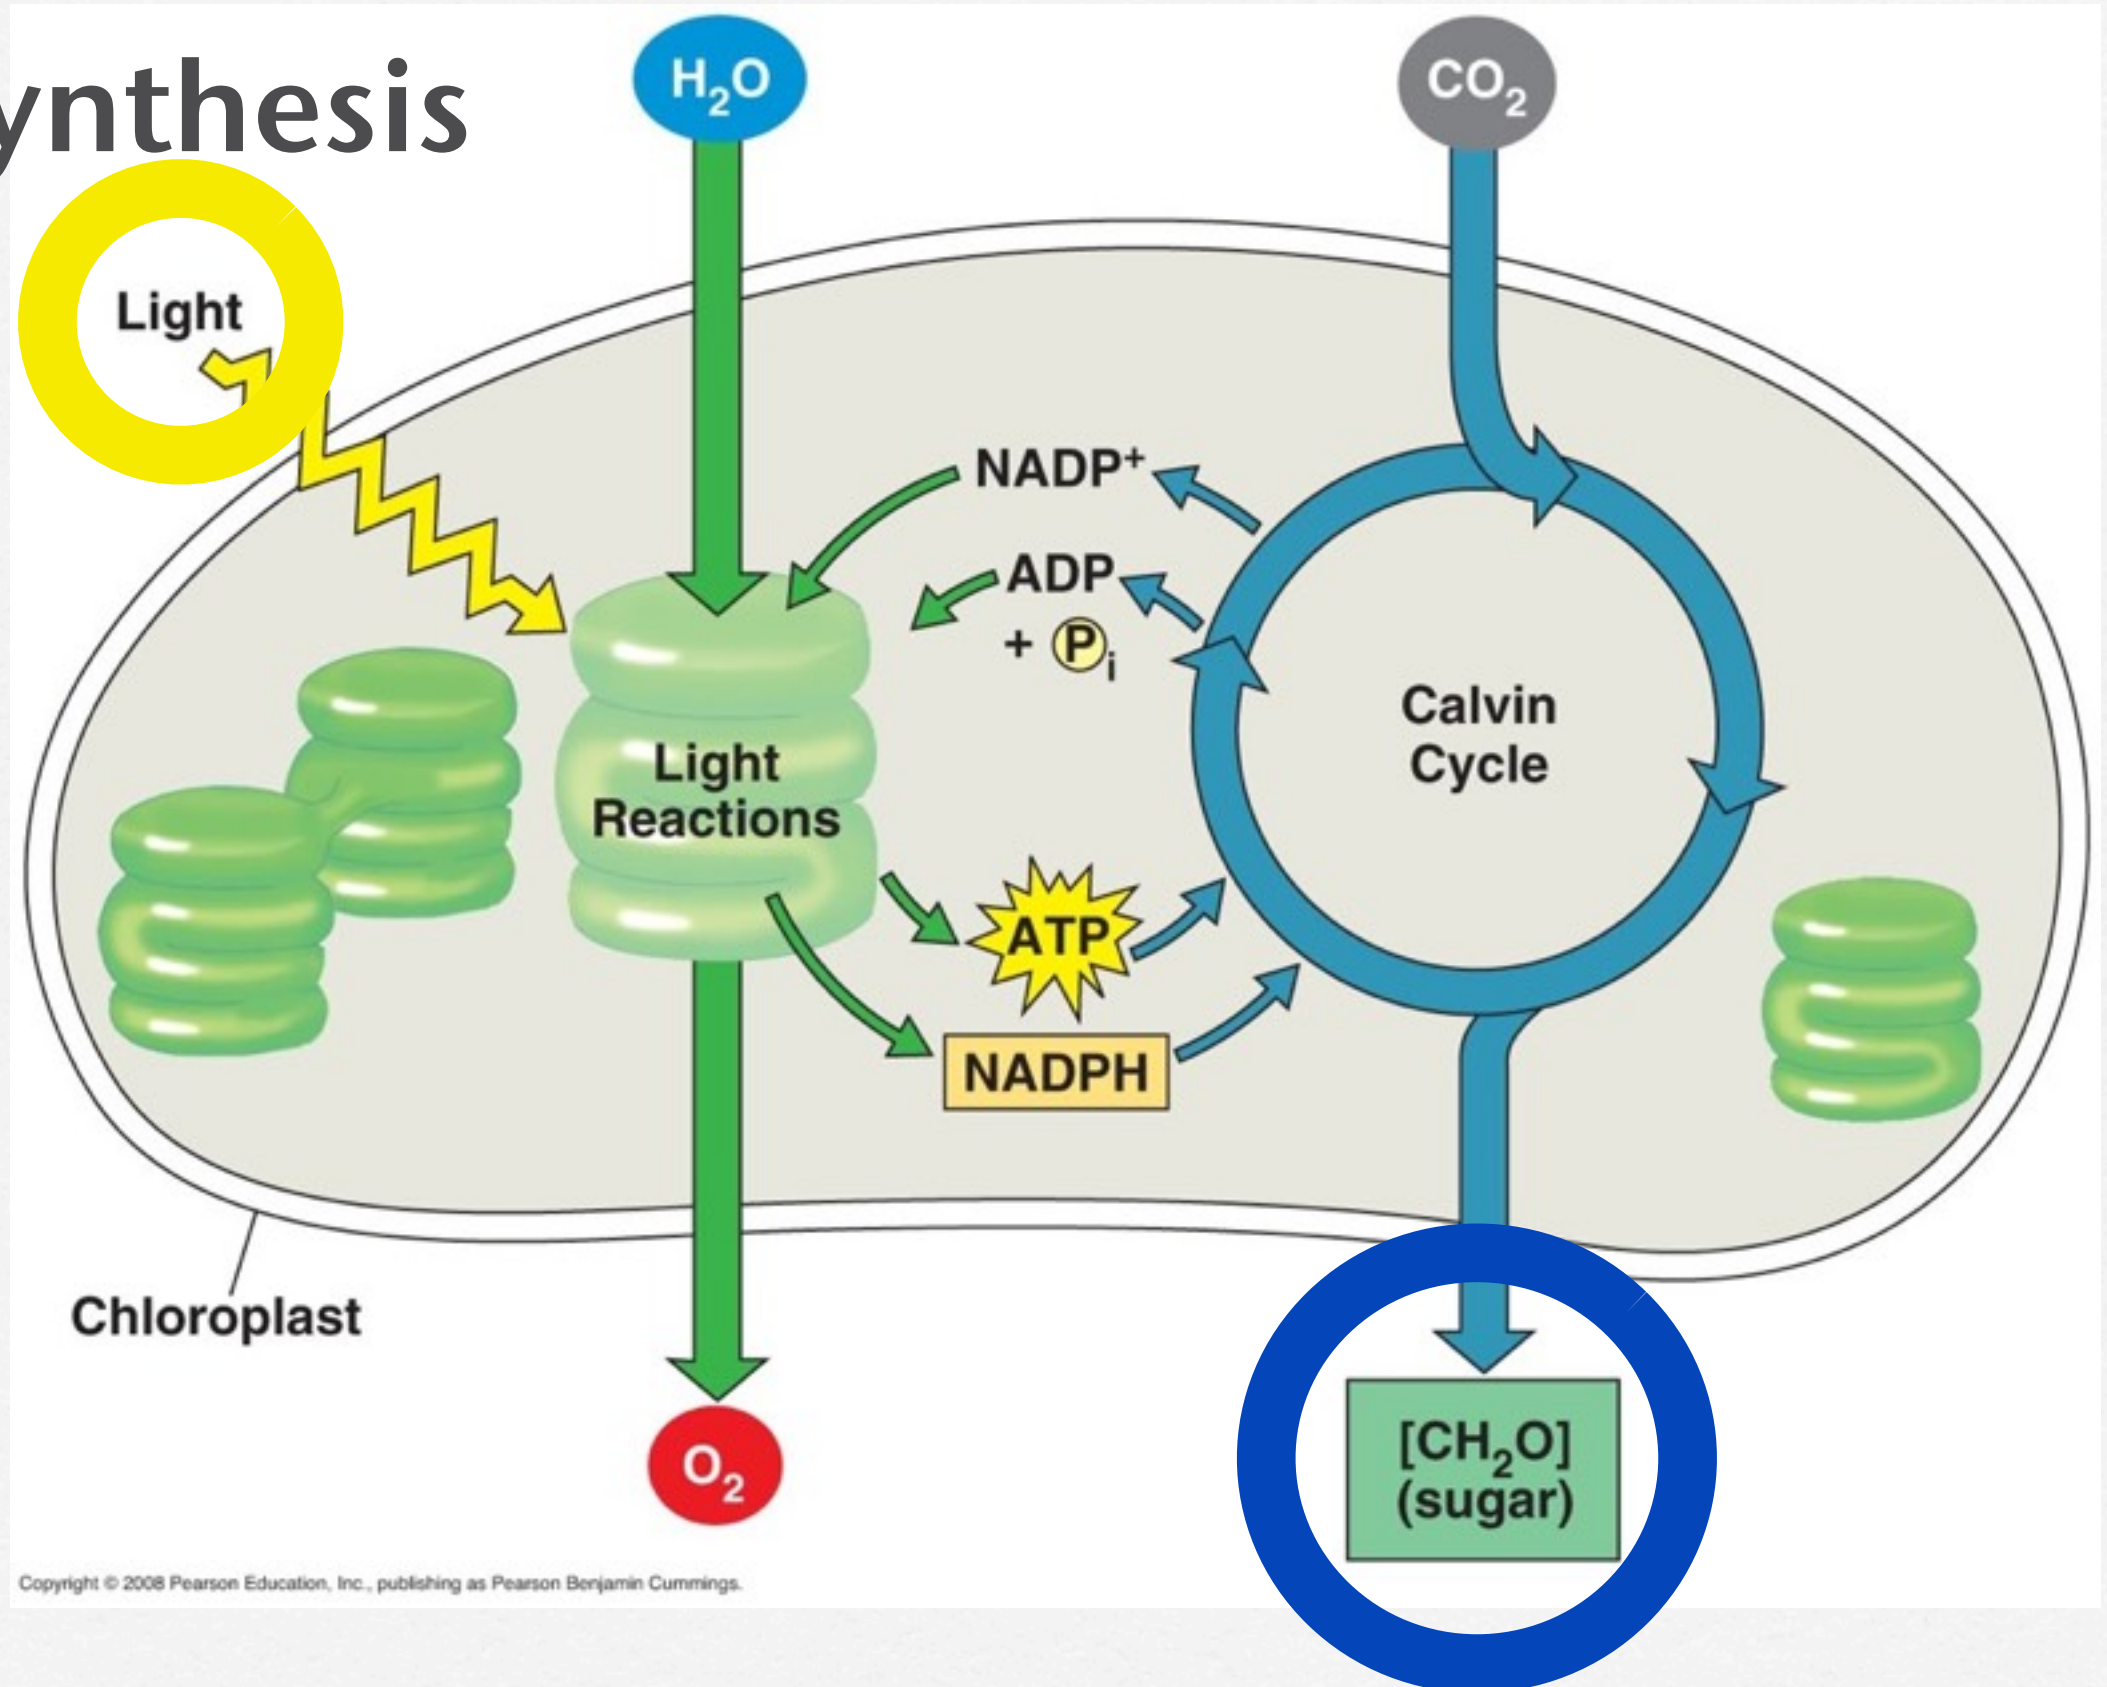 ynthesis
H₂O
CO₂
Light
NADP⁺
ADP
+ Pi
Light
Reactions
Calvin
Cycle
ATP
NADPH
Chloroplast
O₂
[CH₂O]
(sugar)
Copyright © 2008 Pearson Education, Inc., publishing as Pearson Benjamin Cummings.